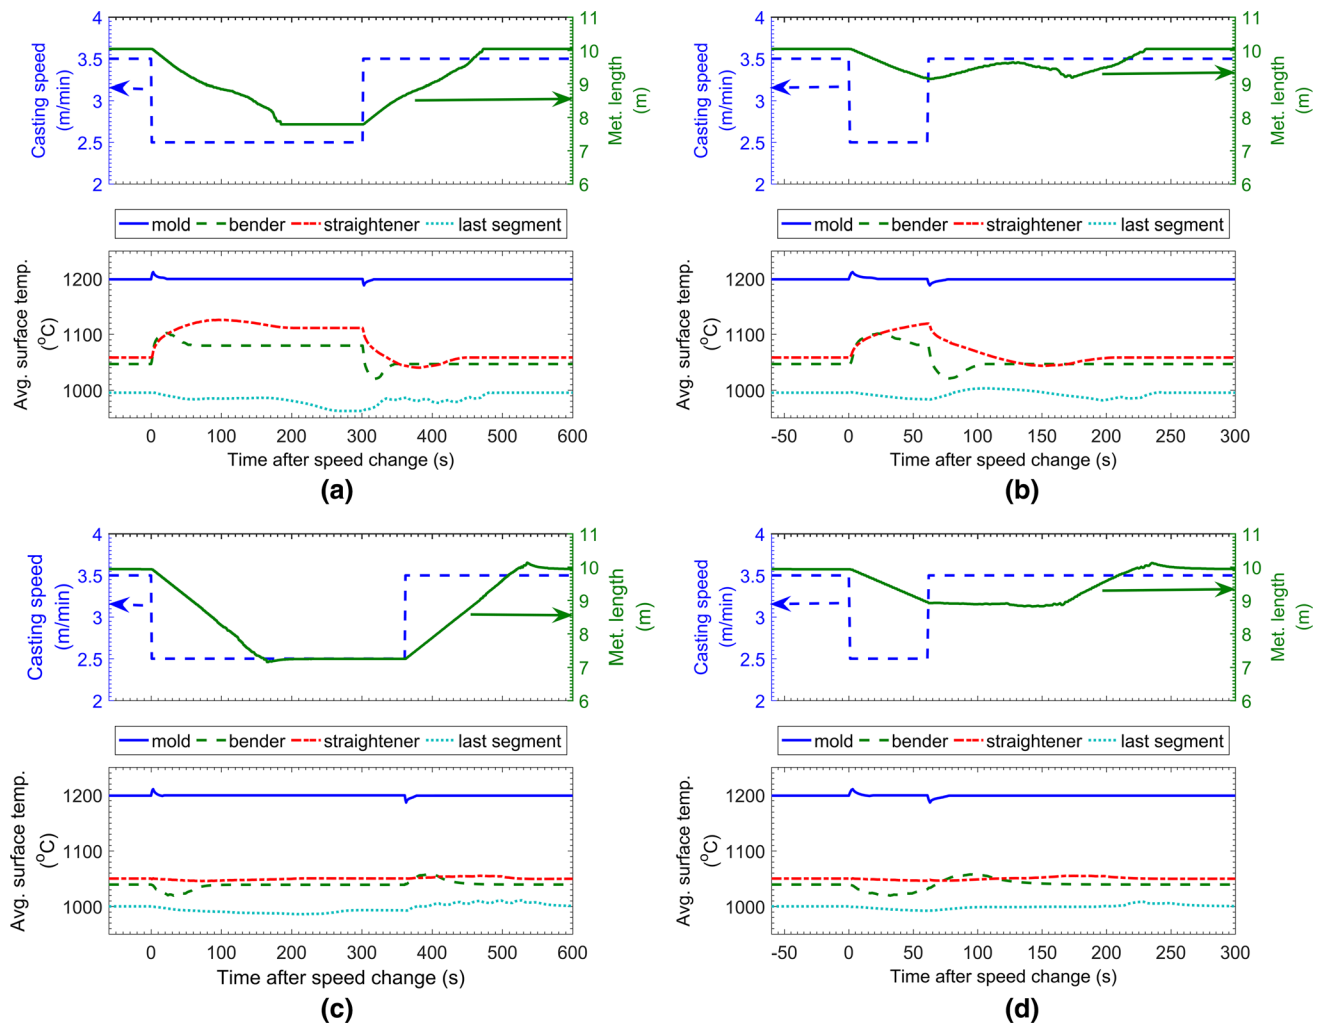 4
3.5
3
2.5
2
Casting speed
(m/min)
11
10
9
8
7
6
Met. length
(m)
mold bender straightener last segment
1200
1100
1000
Avg. surface temp.
(°C)
0 100 200 300 400 500 600
Time after speed change (s)
(a)
4
3.5
3
2.5
2
Casting speed
(m/min)
11
10
9
8
7
6
Met. length
(m)
mold bender straightener last segment
1200
1100
1000
Avg. surface temp.
(°C)
-50 0 50 100 150 200 250 300
Time after speed change (s)
(b)
4
3.5
3
2.5
2
Casting speed
(m/min)
11
10
9
8
7
6
Met. length
(m)
mold bender straightener last segment
1200
1100
1000
Avg. surface temp.
(°C)
0 100 200 300 400 500 600
Time after speed change (s)
(c)
4
3.5
3
2.5
2
Casting speed
(m/min)
11
10
9
8
7
6
Met. length
(m)
mold bender straightener last segment
1200
1100
1000
Avg. surface temp.
(°C)
-50 0 50 100 150 200 250 300
Time after speed change (s)
(d)